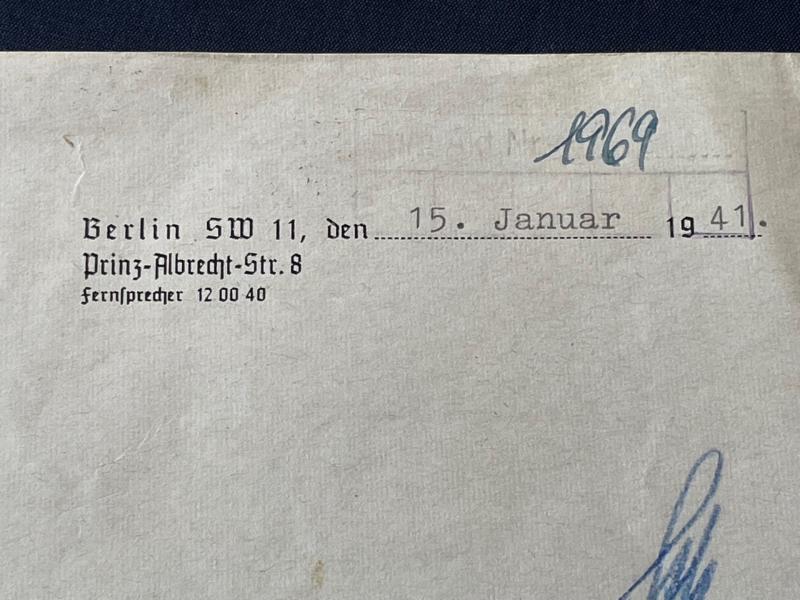 1969
Berlin SW 11, den 15. Januar 1941.
Prinz-Albrecht-Str. 8
Fernsprecher 12 00 40